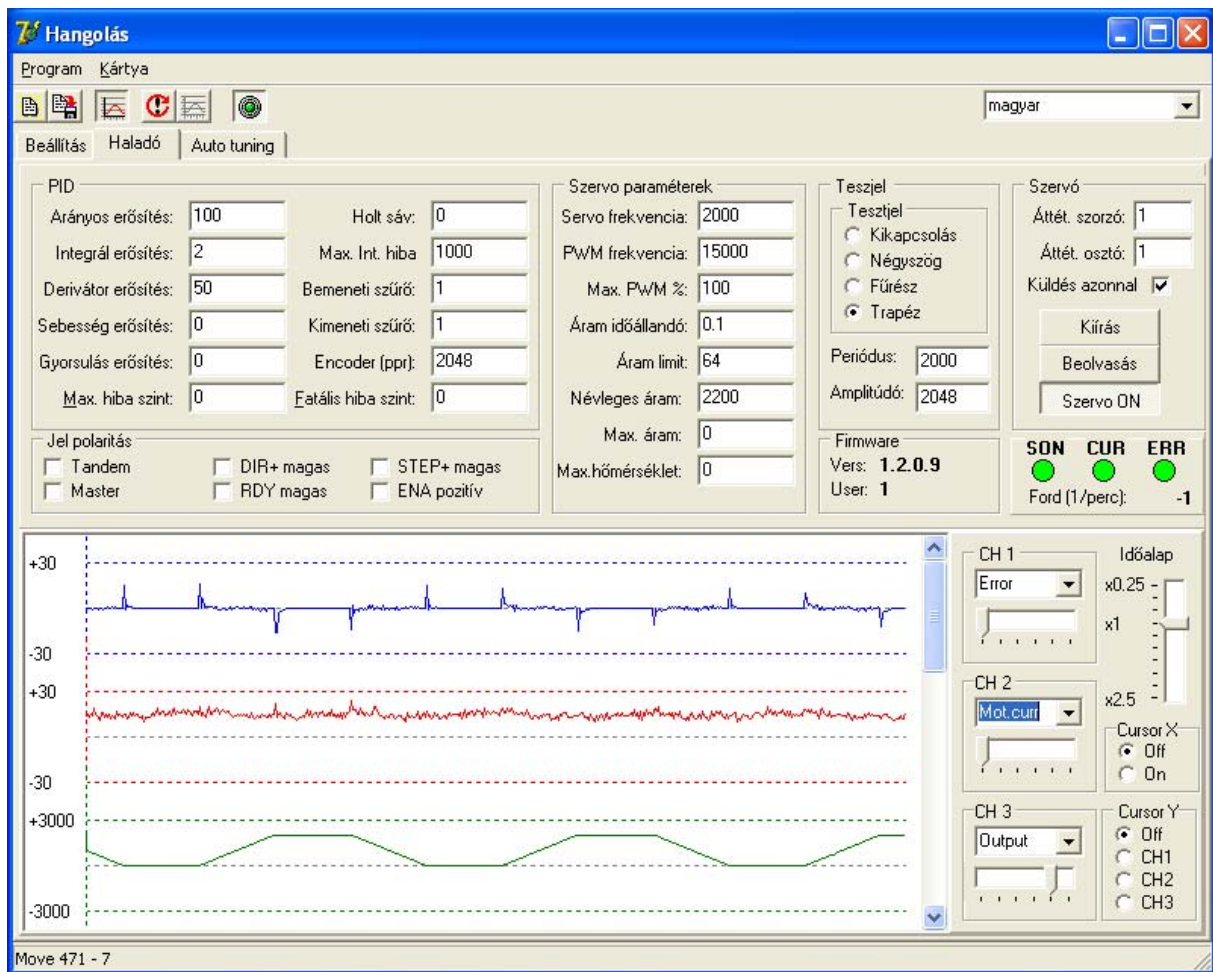 Hangolás
Program Kártya
magyar
Beállítás Haladó Auto tuning
PID
Arányos erősítés: 100 Holt sáv: 0
Integrál erősítés: 2 Max. Int. hiba 1000
Derivátor erősítés: 50 Bemeneti szűrő: 1
Sebesség erősítés: 0 Kimeneti szűrő: 1
Gyorsulás erősítés: 0 Encoder (ppr): 2048
Max. hiba szint: 0 Fatális hiba szint: 0
Jel polaritás
Tandem DIR+ magas STEP+ magas
Master RDY magas ENA pozitív
Szervo paraméterek
Servo frekvencia: 2000
PWM frekvencia: 15000
Max. PWM %: 100
Áram időállandó: 0.1
Áram limit: 64
Névleges áram: 2200
Max. áram: 0
Max.hőmérséklet: 0
Teszjel
Tesztjel
Kikapcsolás
Négyszög
Fűrész
Trapéz
Periódus: 2000
Amplitúdó: 2048
Firmware
Vers: 1.2.0.9
User: 1
Szervó
Áttét. szorzó: 1
Áttét. osztó: 1
Küldés azonnal
Kiírás
Beolvasás
Szervo ON
SON CUR ERR
Ford (1/perc): -1
+30
-30
+30
-30
+3000
-3000
CH 1
Error
CH 2
Mot.curr
CH 3
Output
Időalap
x0.25
x1
x2.5
Cursor X
Off
On
Cursor Y
Off
CH1
CH2
CH3
Move 471 - 7